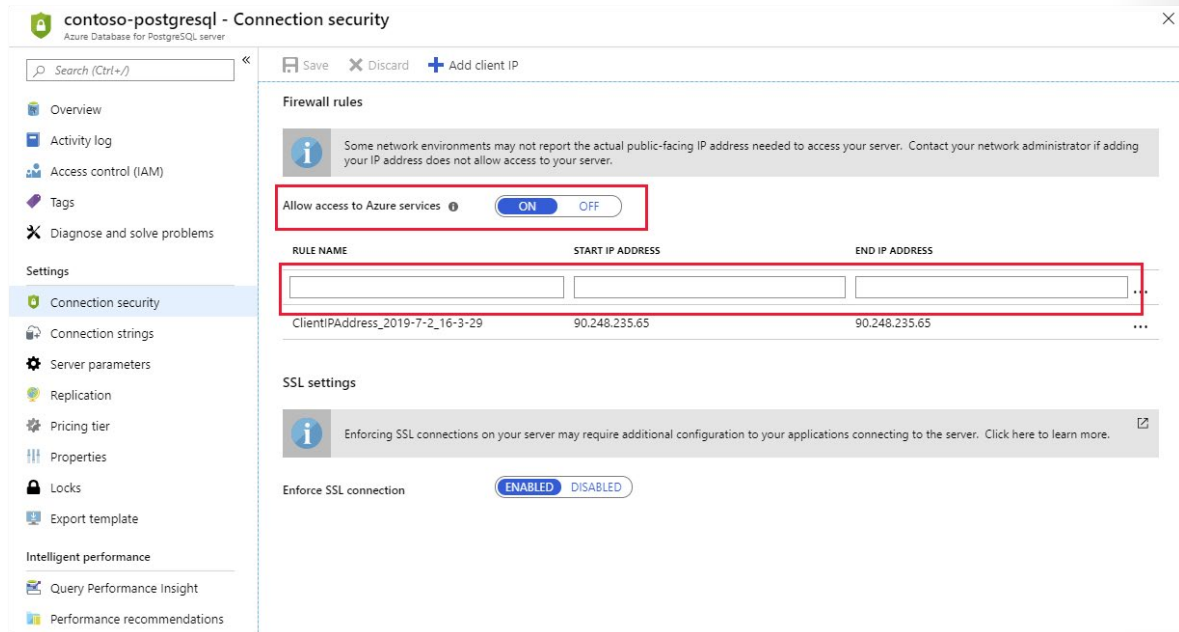 contoso-postgresql - Connection security
Azure Database for PostgreSQL server
Search (Ctrl+/)
«
Overview
Activity log
Access control (IAM)
Tags
Diagnose and solve problems
Settings
Connection security
Connection strings
Server parameters
Replication
Pricing tier
Properties
Locks
Export template
Intelligent performance
Query Performance Insight
Performance recommendations
Save Discard Add client IP
Firewall rules
Some network environments may not report the actual public-facing IP address needed to access your server. Contact your network administrator if adding
your IP address does not allow access to your server.
Allow access to Azure services ON OFF
RULE NAME START IP ADDRESS END IP ADDRESS
...
ClientIPAddress_2019-7-2_16-3-29 90.248.235.65 90.248.235.65 ...
SSL settings
Enforcing SSL connections on your server may require additional configuration to your applications connecting to the server. Click here to learn more.
Enforce SSL connection ENABLED DISABLED